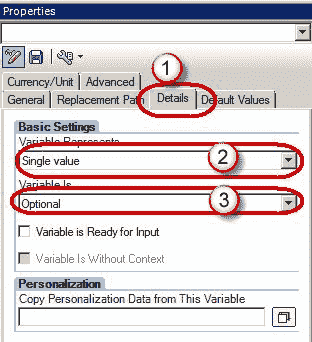 Properties
1
Currency/Unit Advanced
General Replacement Path Details Default Values
Basic Settings
Variable Represents
Single value 2
Variable Is
Optional 3
Variable is Ready for Input
Variable Is Without Context
Personalization
Copy Personalization Data from This Variable